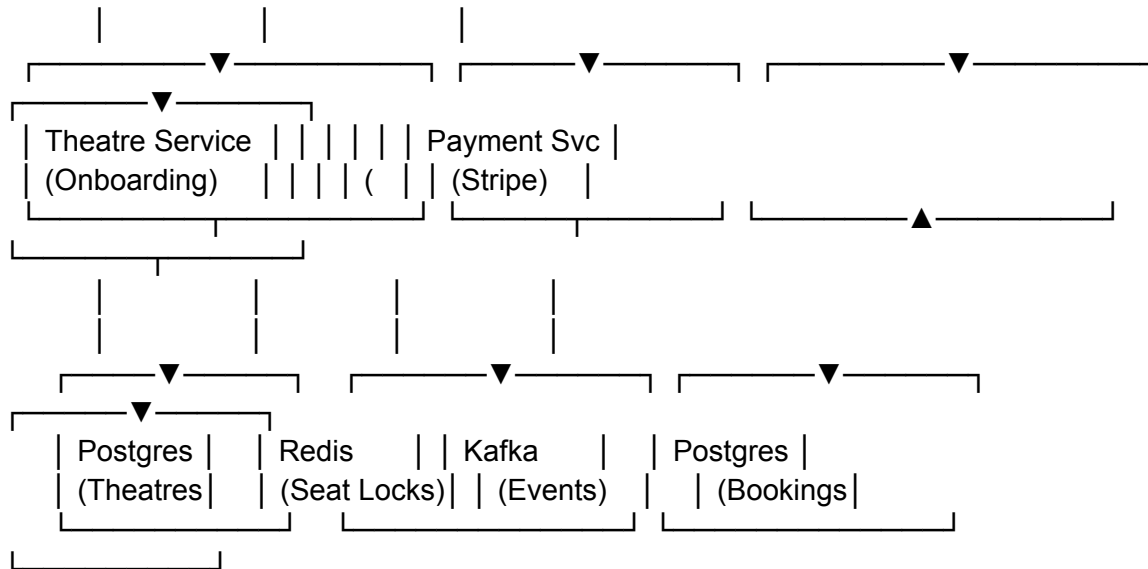 Theatre Service Payment Svc
(Onboarding) ( (Stripe)
Postgres Redis Kafka Postgres
(Theatres (Seat Locks) (Events) (Bookings